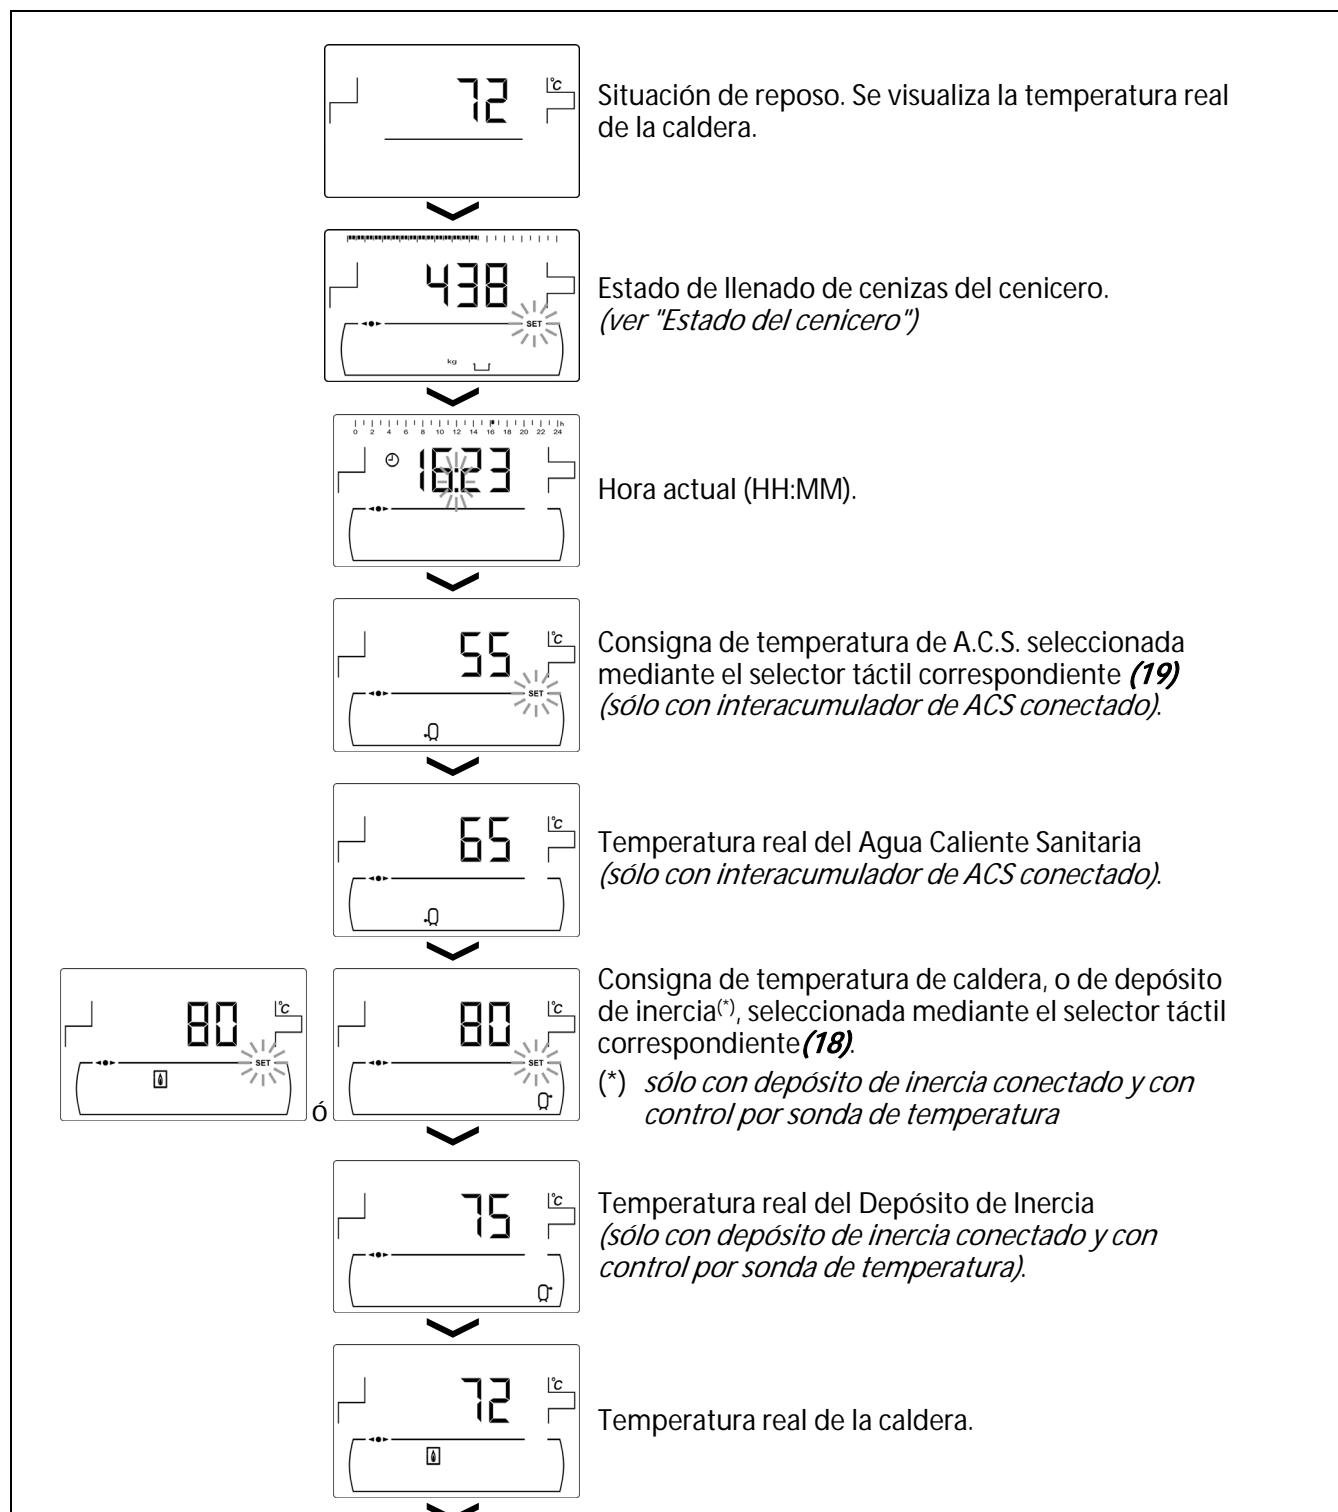 72 °C
Situación de reposo. Se visualiza la temperatura real
de la caldera.
438
SET
kg
Estado de llenado de cenizas del cenicero.
(ver "Estado del cenicero")
0 2 4 6 8 10 12 14 16 18 20 22 24 h
16:23
Hora actual (HH:MM).
55 °C
SET
Consigna de temperatura de A.C.S. seleccionada
mediante el selector táctil correspondiente (19)
(sólo con interacumulador de ACS conectado).
65 °C
Temperatura real del Agua Caliente Sanitaria
(sólo con interacumulador de ACS conectado).
80 °C
SET
ó
80 °C
SET
Consigna de temperatura de caldera, o de depósito
de inercia(*), seleccionada mediante el selector táctil
correspondiente(18).
(*) sólo con depósito de inercia conectado y con
control por sonda de temperatura
75 °C
Temperatura real del Depósito de Inercia
(sólo con depósito de inercia conectado y con
control por sonda de temperatura).
72 °C
Temperatura real de la caldera.